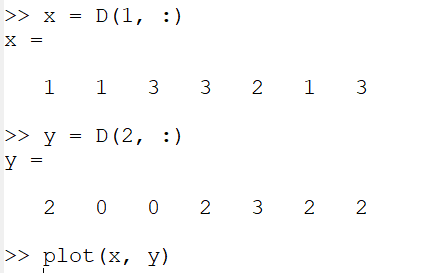 >> x = D(1, :)
x =
1 1 3 3 2 1 3
>> y = D(2, :)
y =
2 0 0 2 3 2 2
>> plot(x, y)